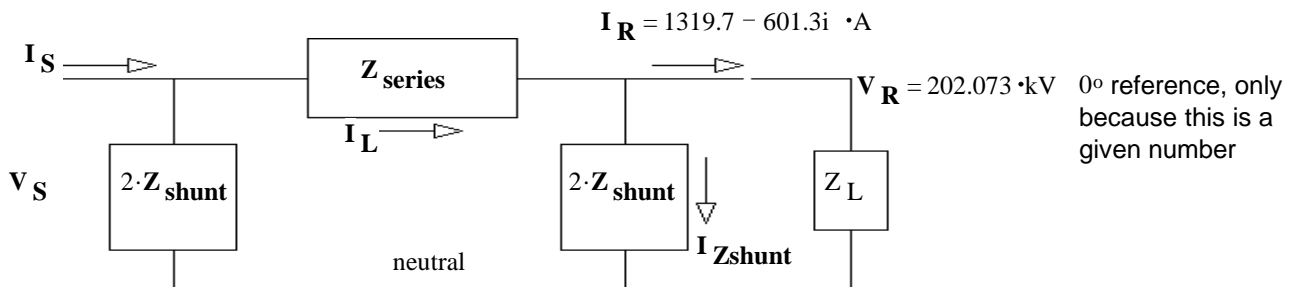 I R = 1319.7 − 601.3i ·A
I S
Z series
V R = 202.073 ·kV 0o reference, only
because this is a
given number
I L
V S
2·Z shunt
2·Z shunt
Z L
I Zshunt
neutral